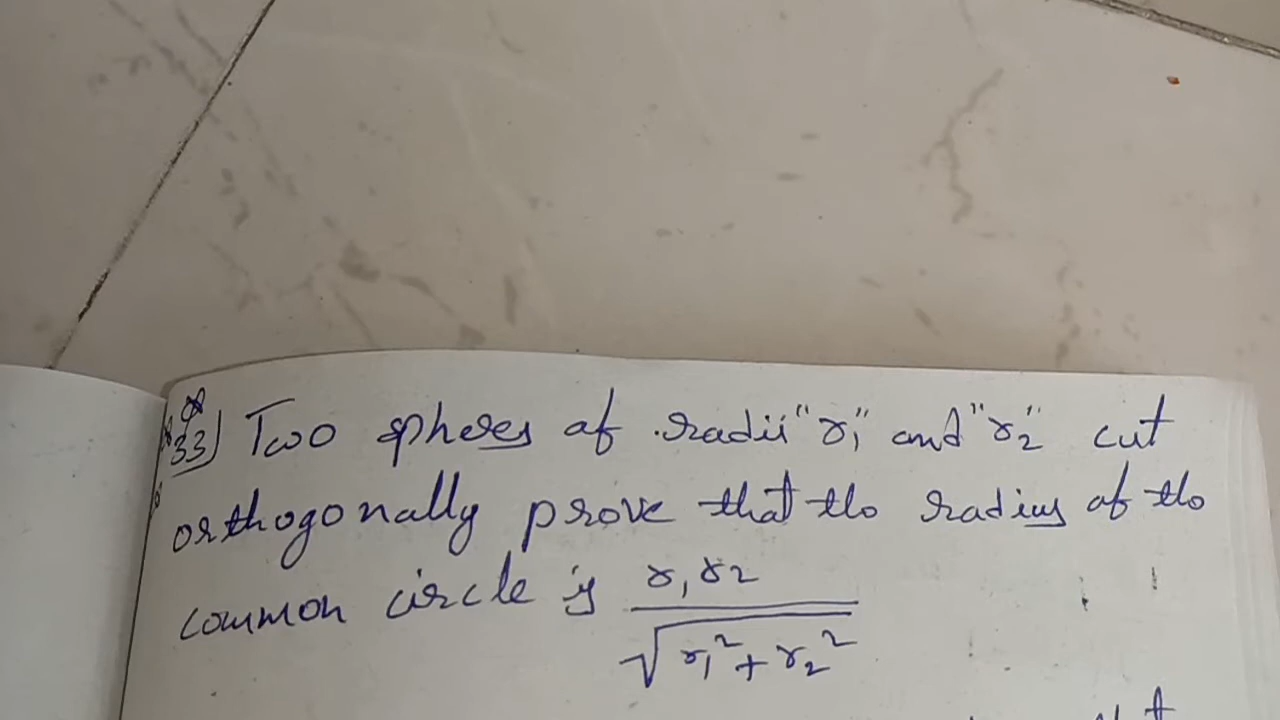 33) Two spheres of radii "r₁" and "r₂" cut
orthogonally prove that the radius of the
common circle is r₁r₂ / √(r₁²+r₂²)